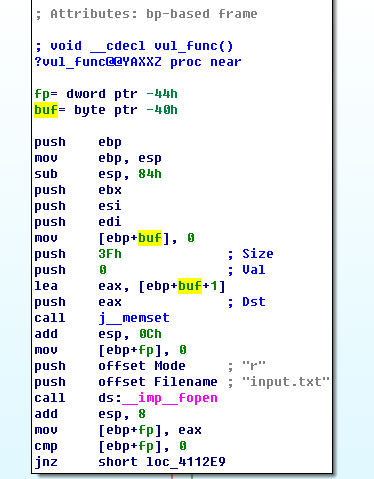 ; Attributes: bp-based frame
; void __cdecl vul_func()
?vul_func@@YAXXZ proc near
fp= dword ptr -44h
buf= byte ptr -40h
push ebp
mov ebp, esp
sub esp, 84h
push ebx
push esi
push edi
mov [ebp+buf], 0
push 3Fh ; Size
push 0 ; Val
lea eax, [ebp+buf+1]
push eax ; Dst
call j__memset
add esp, 0Ch
mov [ebp+fp], 0
push offset Mode ; "r"
push offset Filename ; "input.txt"
call ds:__imp__fopen
add esp, 8
mov [ebp+fp], eax
cmp [ebp+fp], 0
jnz short loc_4112E9